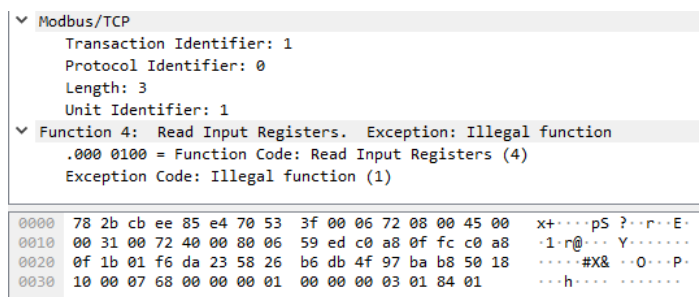 Modbus/TCP
Transaction Identifier: 1
Protocol Identifier: 0
Length: 3
Unit Identifier: 1
Function 4:  Read Input Registers.  Exception: Illegal function
.000 0100 = Function Code: Read Input Registers (4)
Exception Code: Illegal function (1)
0000  78 2b cb ee 85 e4 70 53  3f 00 06 72 08 00 45 00  x+····pS ?··r··E·
0010  00 31 00 72 40 00 80 06  59 ed c0 a8 0f fc c0 a8  ·1·r@··· Y·······
0020  0f 1b 01 f6 da 23 58 26  b6 db 4f 97 ba b8 50 18  ·····#X& ··O···P·
0030  10 00 07 68 00 00 00 01  00 00 00 03 01 84 01  ···h···· ·······